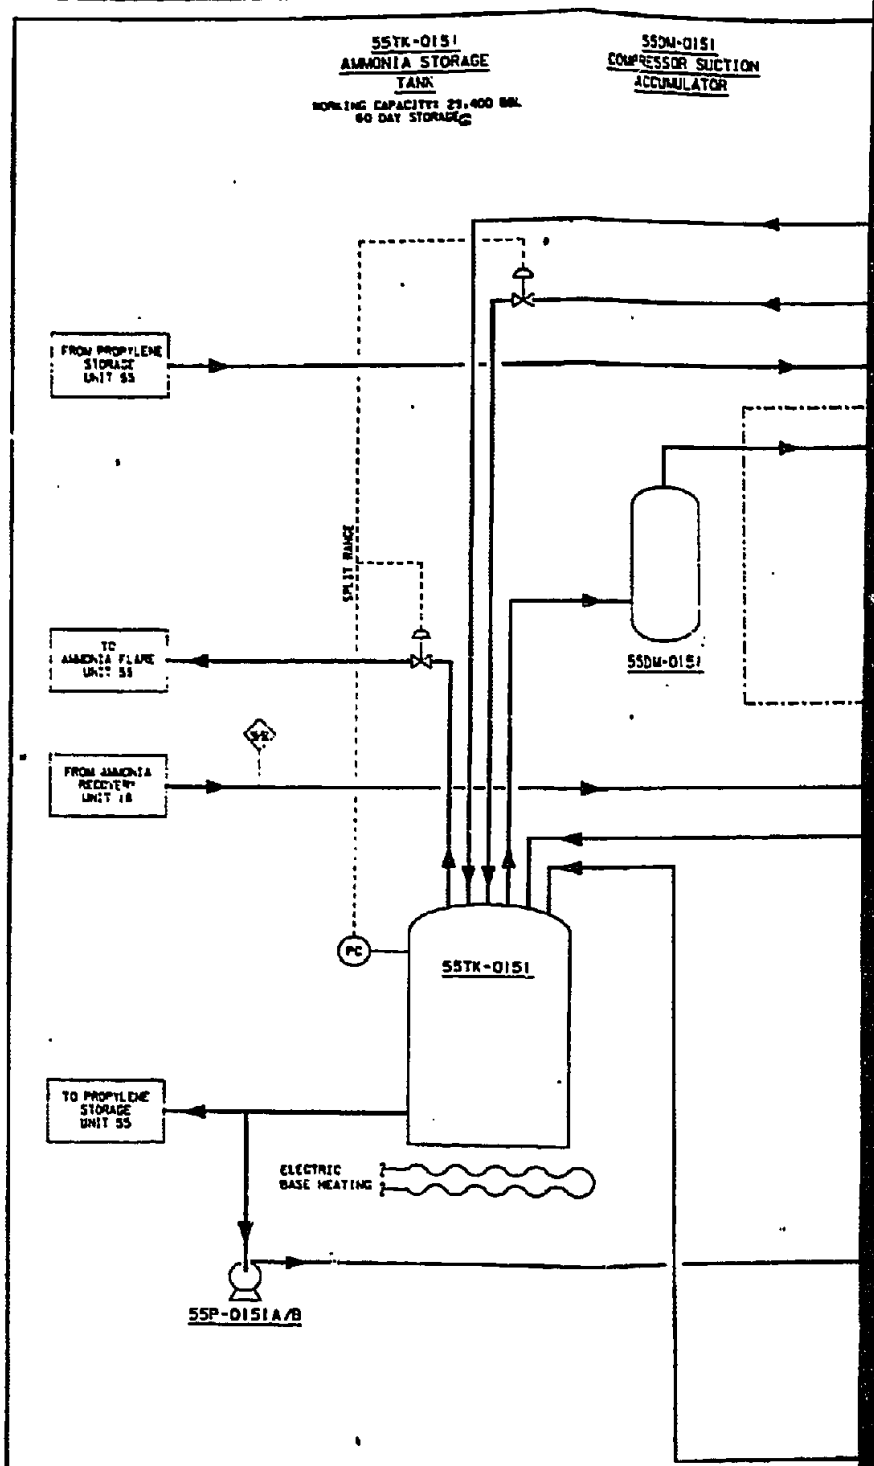 55TK-0151
AMMONIA STORAGE
TANK
WORKING CAPACITY: 29,400 BBL
60 DAY STORAGE
55DM-0151
COMPRESSOR SUCTION
ACCUMULATOR
FROM PROPYLENE
STORAGE
UNIT 55
SPLIT RANGE
TO
AMMONIA FLARE
UNIT 55
55DM-0151
FROM AMMONIA
RECOVERY
UNIT 18
PC
55TK-0151
TO PROPYLENE
STORAGE
UNIT 55
ELECTRIC
BASE HEATING
55P-0151A/B